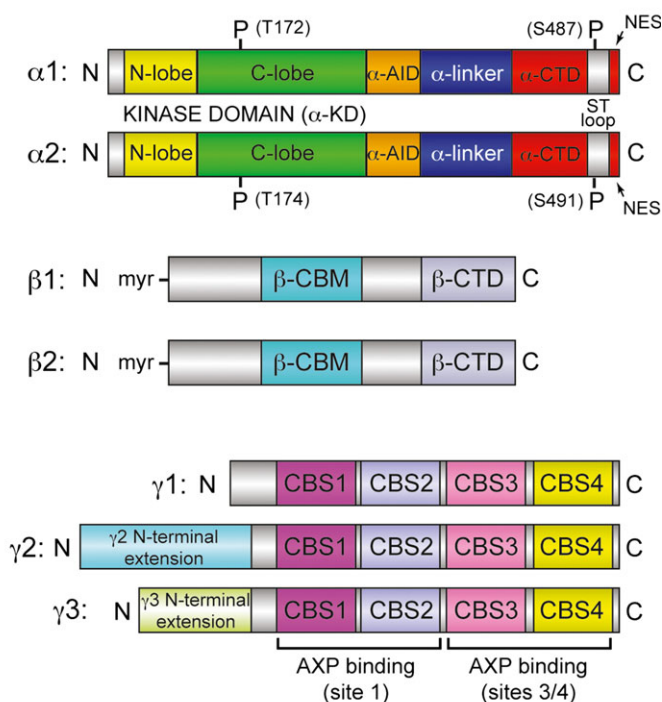 P (T172)
(S487) P
NES
α1: N N-lobe C-lobe α-AID α-linker α-CTD C
KINASE DOMAIN (α-KD)
ST
loop
α2: N N-lobe C-lobe α-AID α-linker α-CTD C
P (T174)
(S491) P
NES
β1: N myr β-CBM β-CTD C
β2: N myr β-CBM β-CTD C
γ1: N CBS1 CBS2 CBS3 CBS4 C
γ2: N γ2 N-terminal
extension CBS1 CBS2 CBS3 CBS4 C
γ3: N γ3 N-terminal
extension CBS1 CBS2 CBS3 CBS4 C
AXP binding
(site 1)
AXP binding
(sites 3/4)